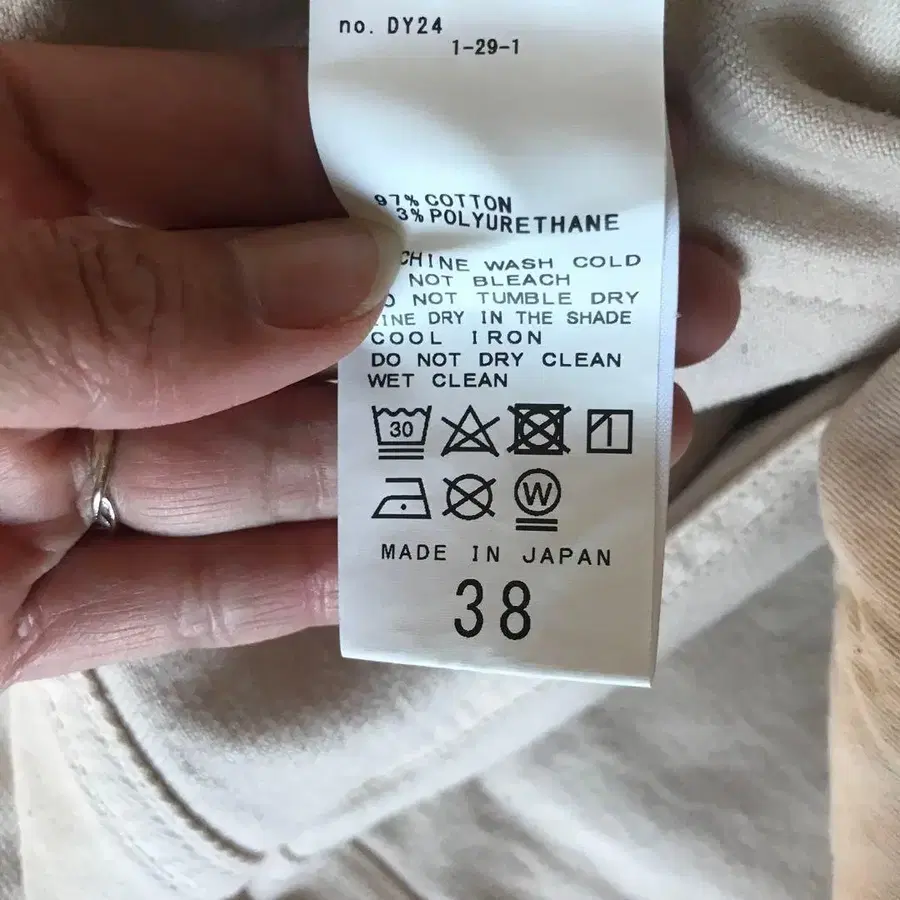 no. DY24
1-29-1
97% COTTON
3% POLYURETHANE
CHINE WASH COLD
NOT BLEACH
O NOT TUMBLE DRY
INE DRY IN THE SHADE
COOL IRON
DO NOT DRY CLEAN
WET CLEAN
30
W
MADE IN JAPAN
38